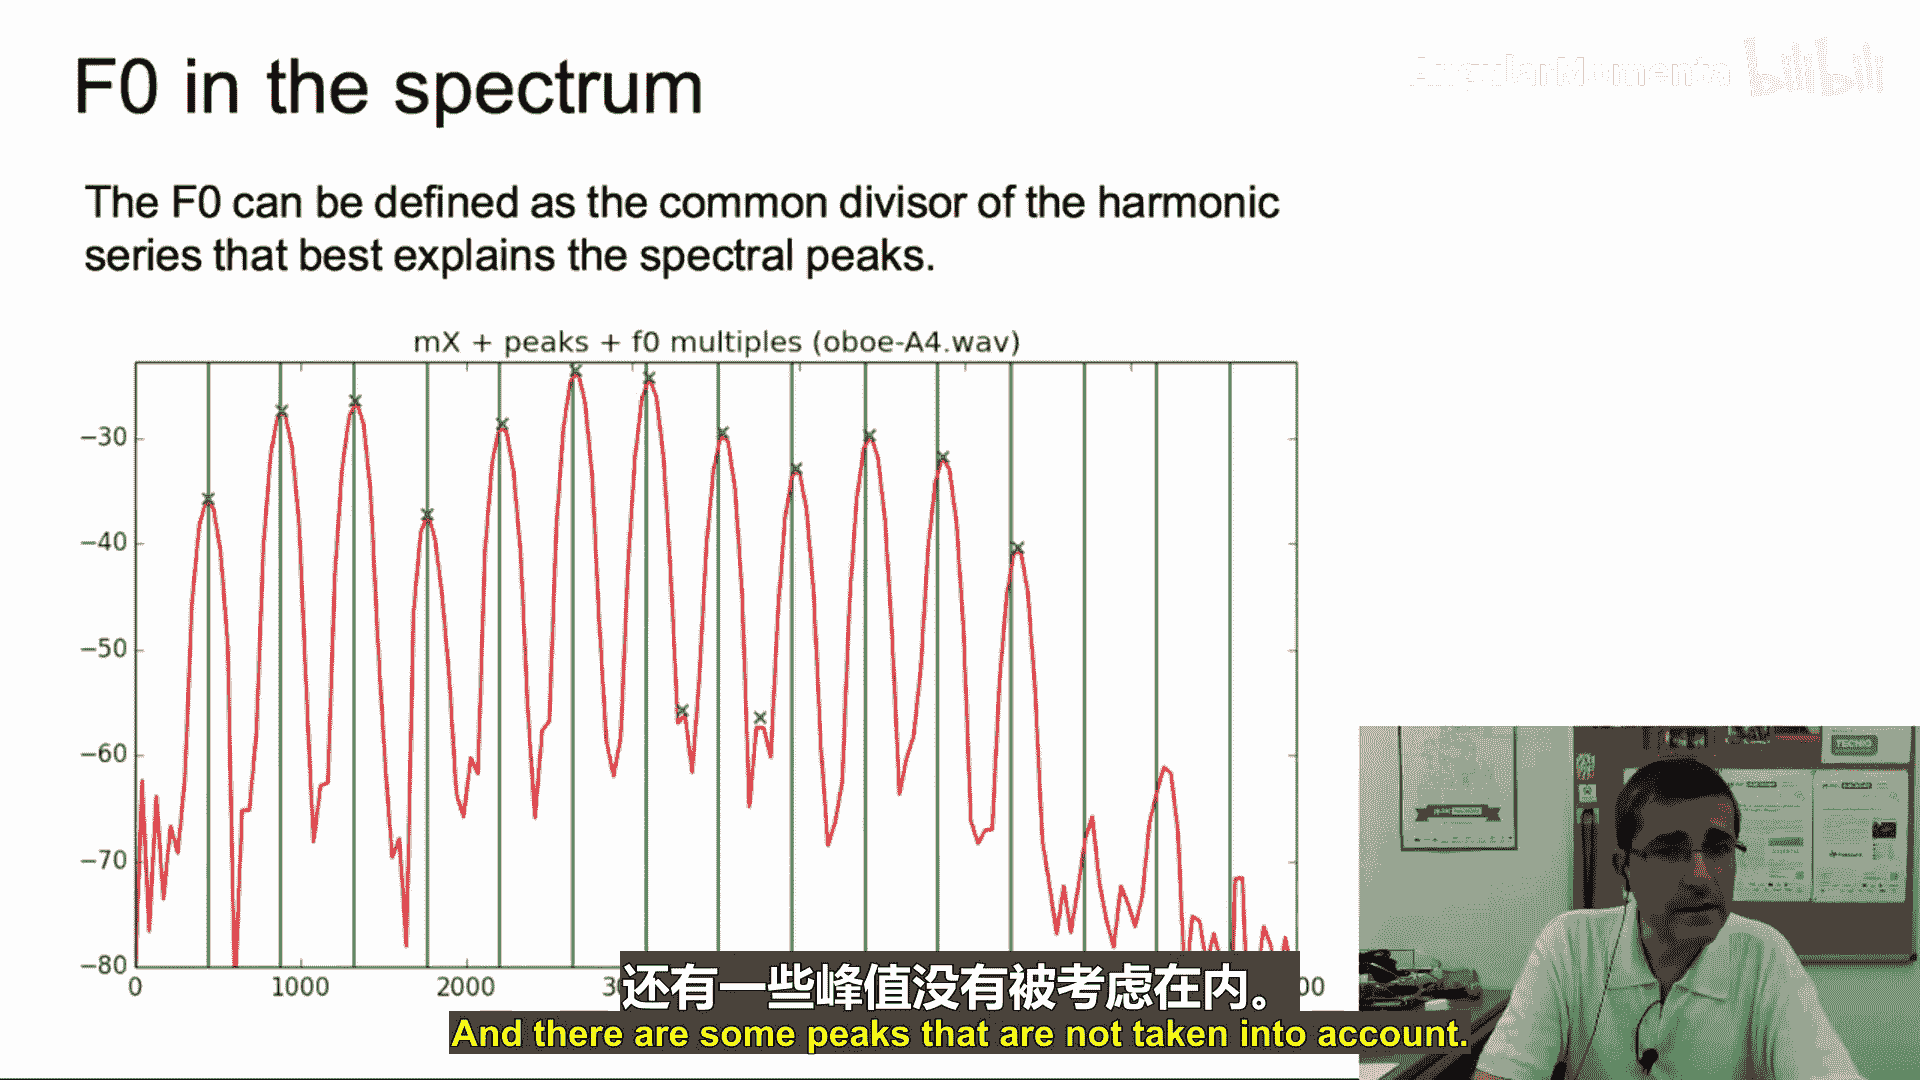 F0 in the spectrum
AngularMomenta bilibili
The F0 can be defined as the common divisor of the harmonic
series that best explains the spectral peaks.
mX + peaks + f0 multiples (oboe-A4.wav)
−30
−40
−50
−60
−70
−80
0 1000 2000
TECNIO
还有一些峰值没有被考虑在内。
And there are some peaks that are not taken into account.